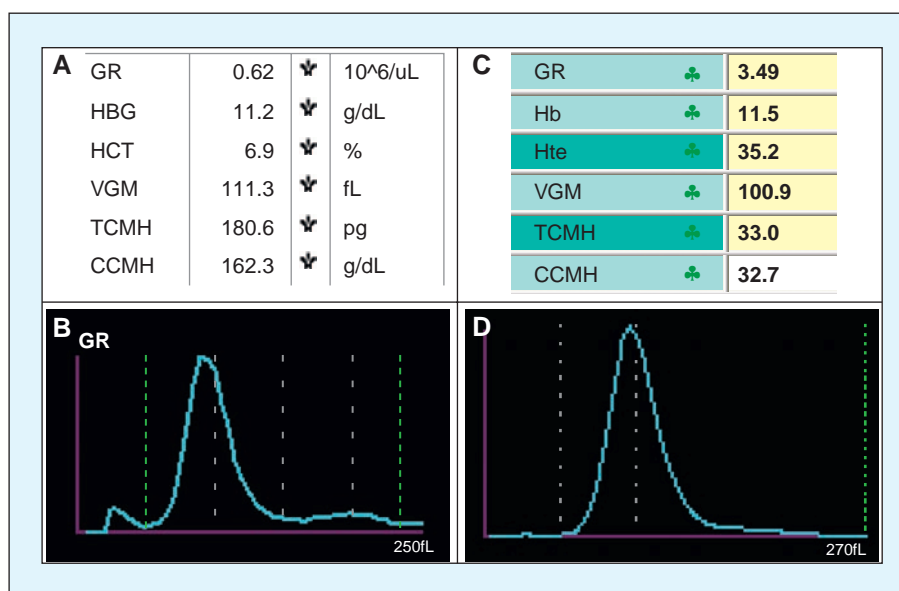 A
GR 0.62 10^6/uL
HBG 11.2 g/dL
HCT 6.9 %
VGM 111.3 fL
TCMH 180.6 pg
CCMH 162.3 g/dL
C
GR 3.49
Hb 11.5
Hte 35.2
VGM 100.9
TCMH 33.0
CCMH 32.7
B
GR
250fL
D
270fL